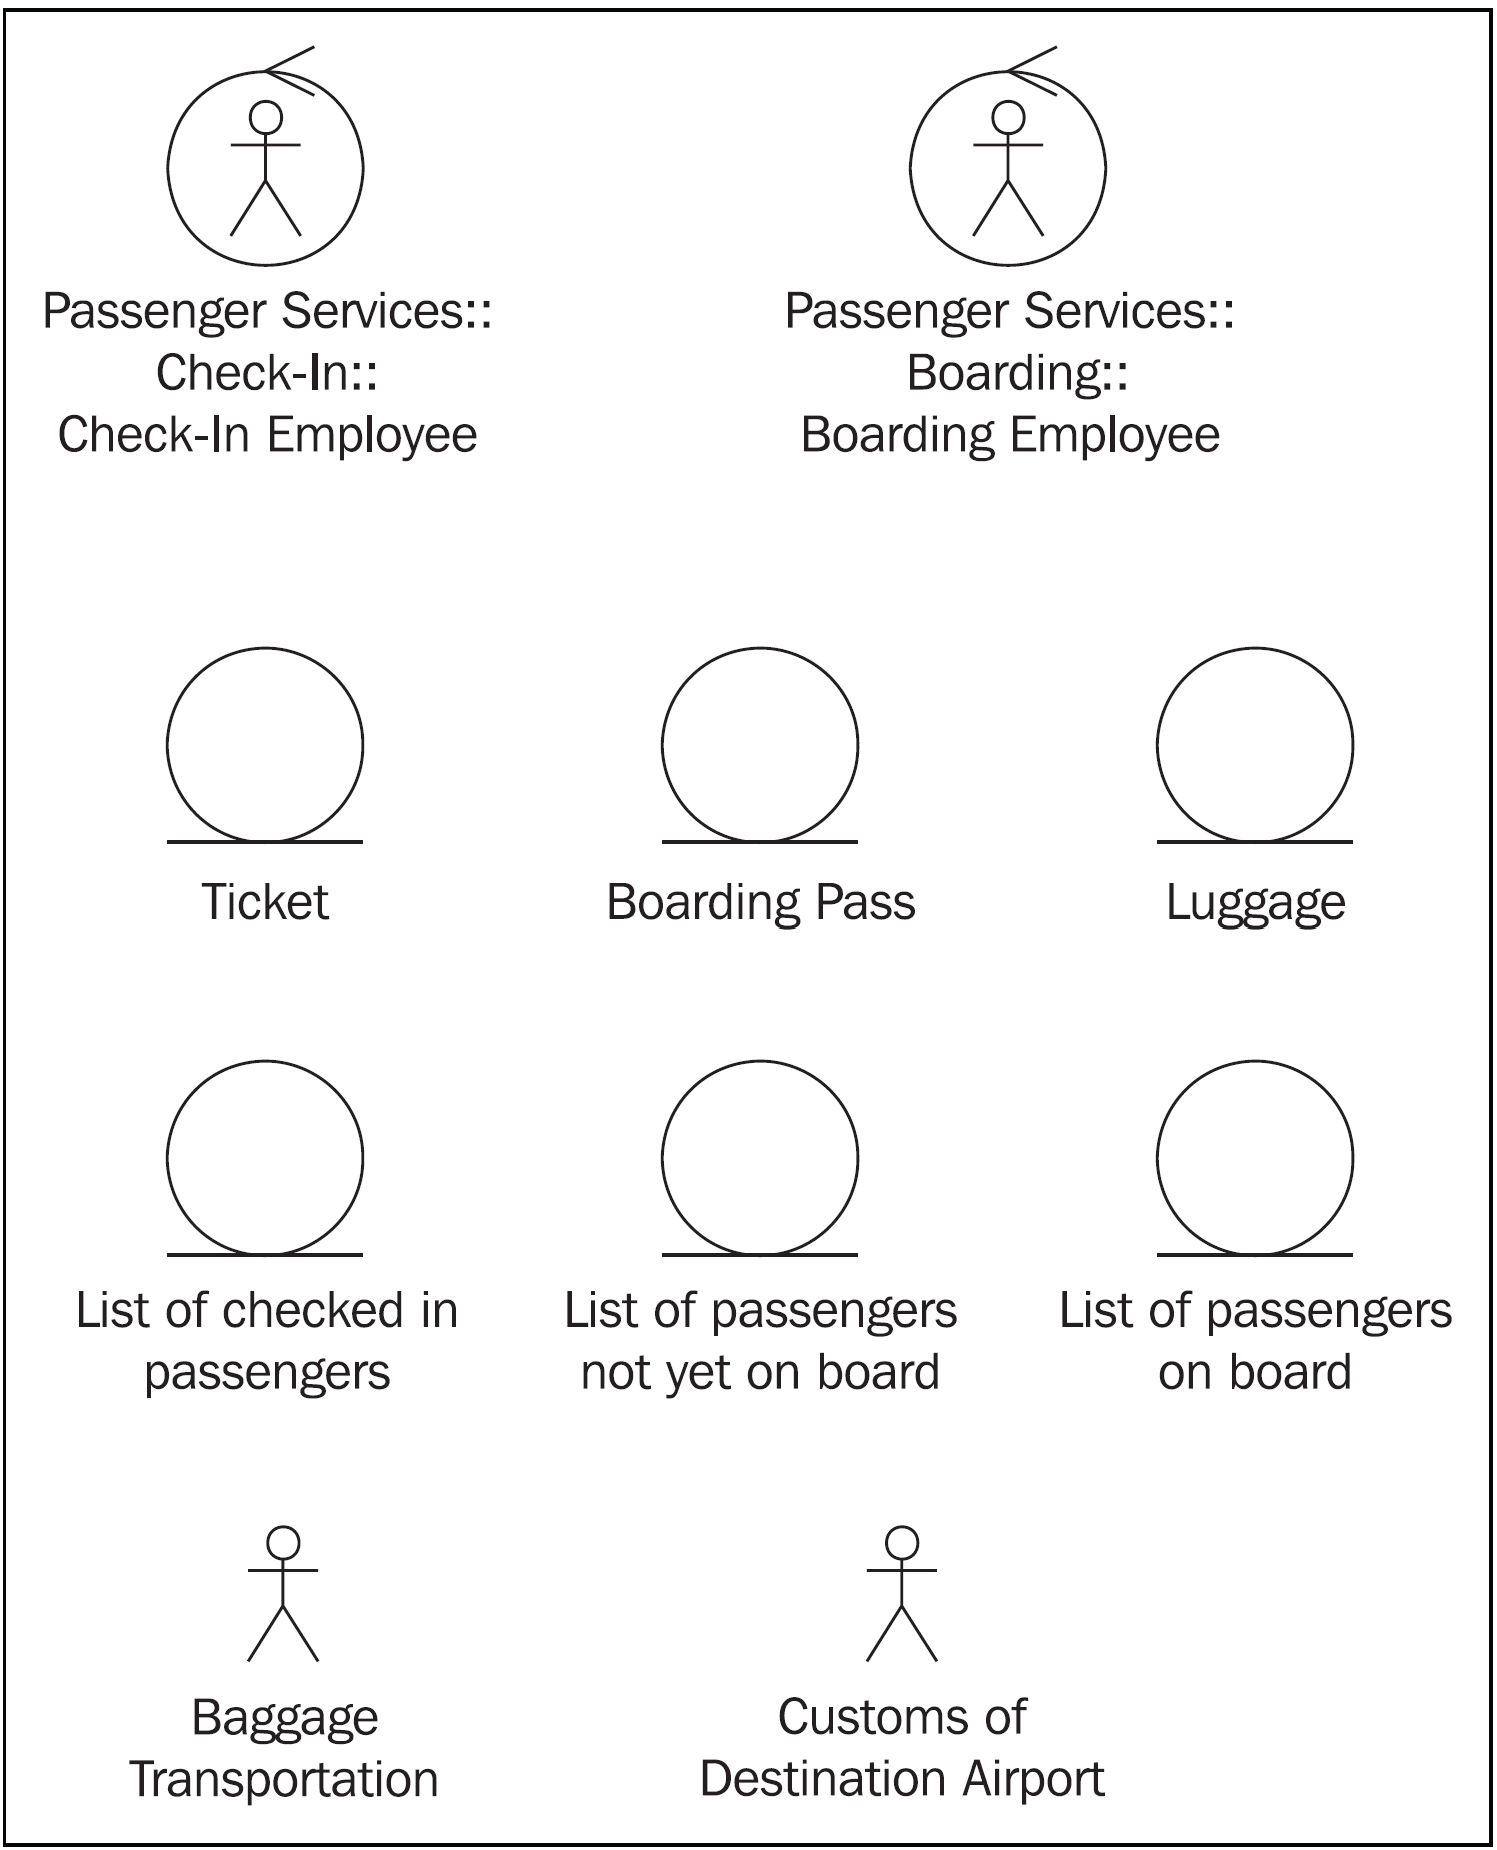 Passenger Services::
Check-In::
Check-In Employee
Passenger Services::
Boarding::
Boarding Employee
Ticket
Boarding Pass
Luggage
List of checked in
passengers
List of passengers
not yet on board
List of passengers
on board
Baggage
Transportation
Customs of
Destination Airport